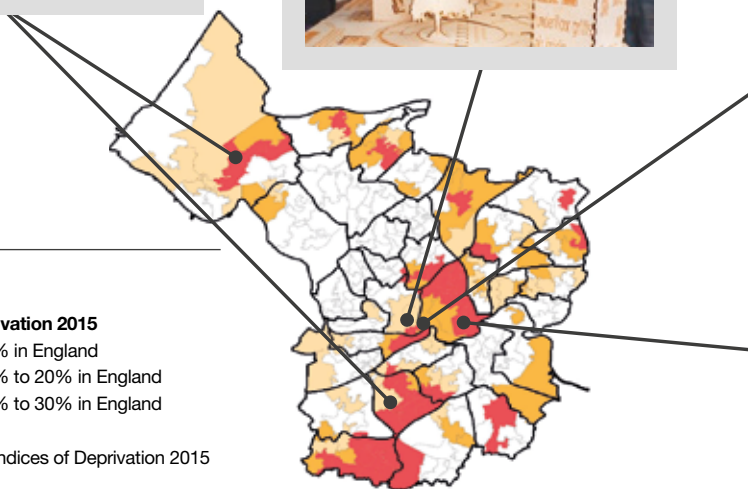 vation 2015
% in England
% to 20% in England
% to 30% in England
ndices of Deprivation 2015